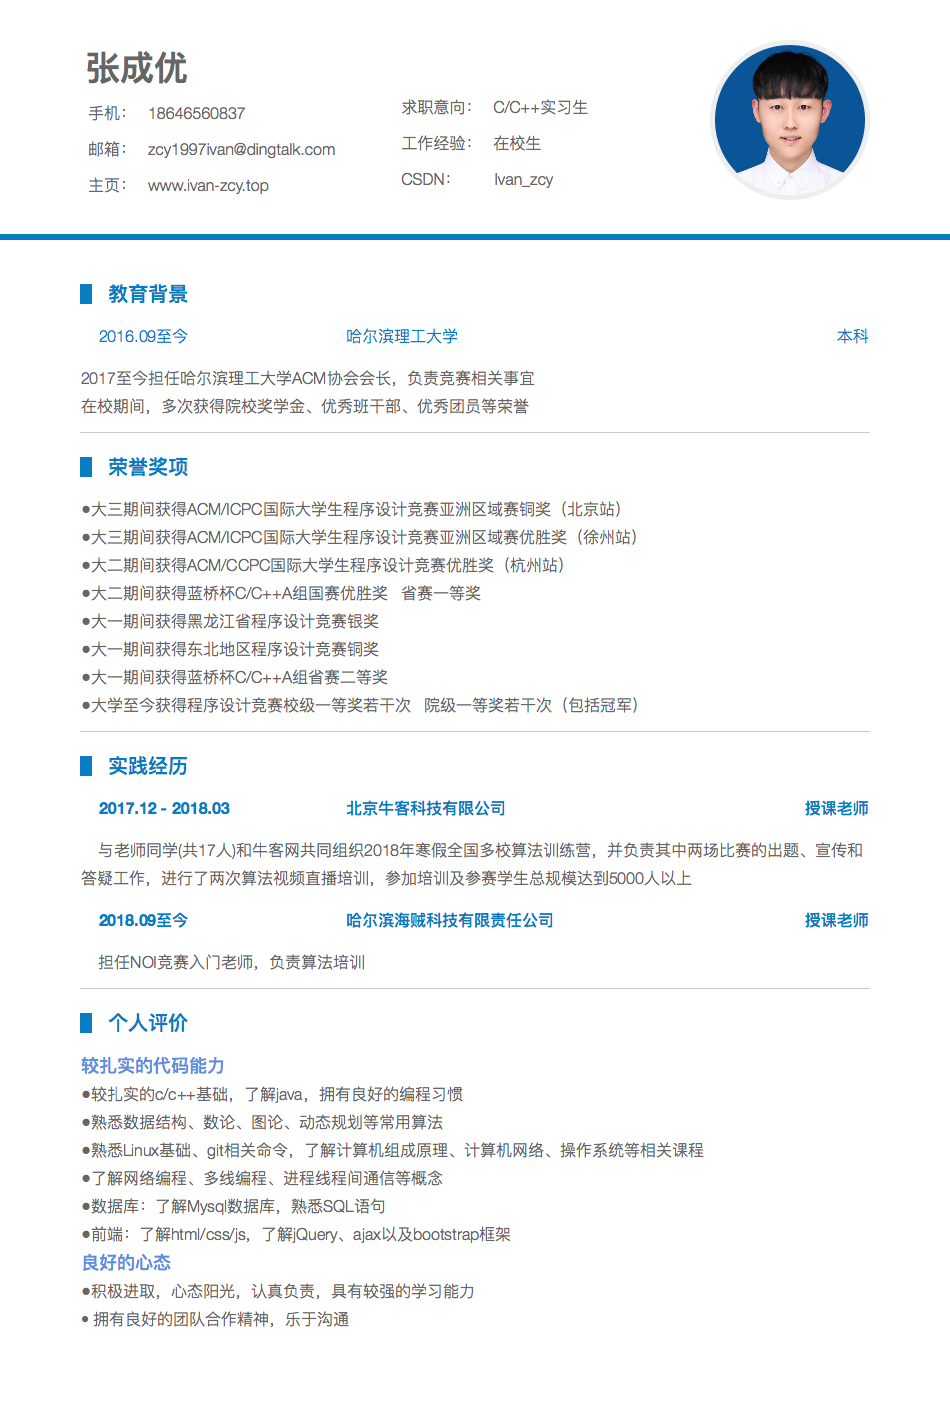 张成优
手机： 18646560837
求职意向： C/C++实习生
邮箱： zcy1997ivan@dingtalk.com
工作经验： 在校生
主页： www.ivan-zcy.top
CSDN： Ivan_zcy
教育背景
2016.09至今 哈尔滨理工大学 本科
2017至今担任哈尔滨理工大学ACM协会会长，负责竞赛相关事宜
在校期间，多次获得院校奖学金、优秀班干部、优秀团员等荣誉
荣誉奖项
●大三期间获得ACM/ICPC国际大学生程序设计竞赛亚洲区域赛铜奖（北京站）
●大三期间获得ACM/ICPC国际大学生程序设计竞赛亚洲区域赛优胜奖（徐州站）
●大二期间获得ACM/CCPC国际大学生程序设计竞赛优胜奖（杭州站）
●大二期间获得蓝桥杯C/C++A组国赛优胜奖 省赛一等奖
●大一期间获得黑龙江省程序设计竞赛银奖
●大一期间获得东北地区程序设计竞赛铜奖
●大一期间获得蓝桥杯C/C++A组省赛二等奖
●大学至今获得程序设计竞赛校级一等奖若干次 院级一等奖若干次（包括冠军）
实践经历
2017.12 - 2018.03 北京牛客科技有限公司 授课老师
与老师同学(共17人)和牛客网共同组织2018年寒假全国多校算法训练营，并负责其中两场比赛的出题、宣传和
答疑工作，进行了两次算法视频直播培训，参加培训及参赛学生总规模达到5000人以上
2018.09至今 哈尔滨海贼科技有限责任公司 授课老师
担任NOI竞赛入门老师，负责算法培训
个人评价
较扎实的代码能力
●较扎实的c/c++基础，了解java，拥有良好的编程习惯
●熟悉数据结构、数论、图论、动态规划等常用算法
●熟悉Linux基础、git相关命令，了解计算机组成原理、计算机网络、操作系统等相关课程
●了解网络编程、多线编程、进程线程间通信等概念
●数据库：了解Mysql数据库，熟悉SQL语句
●前端：了解html/css/js，了解jQuery、ajax以及bootstrap框架
良好的心态
●积极进取，心态阳光，认真负责，具有较强的学习能力
• 拥有良好的团队合作精神，乐于沟通